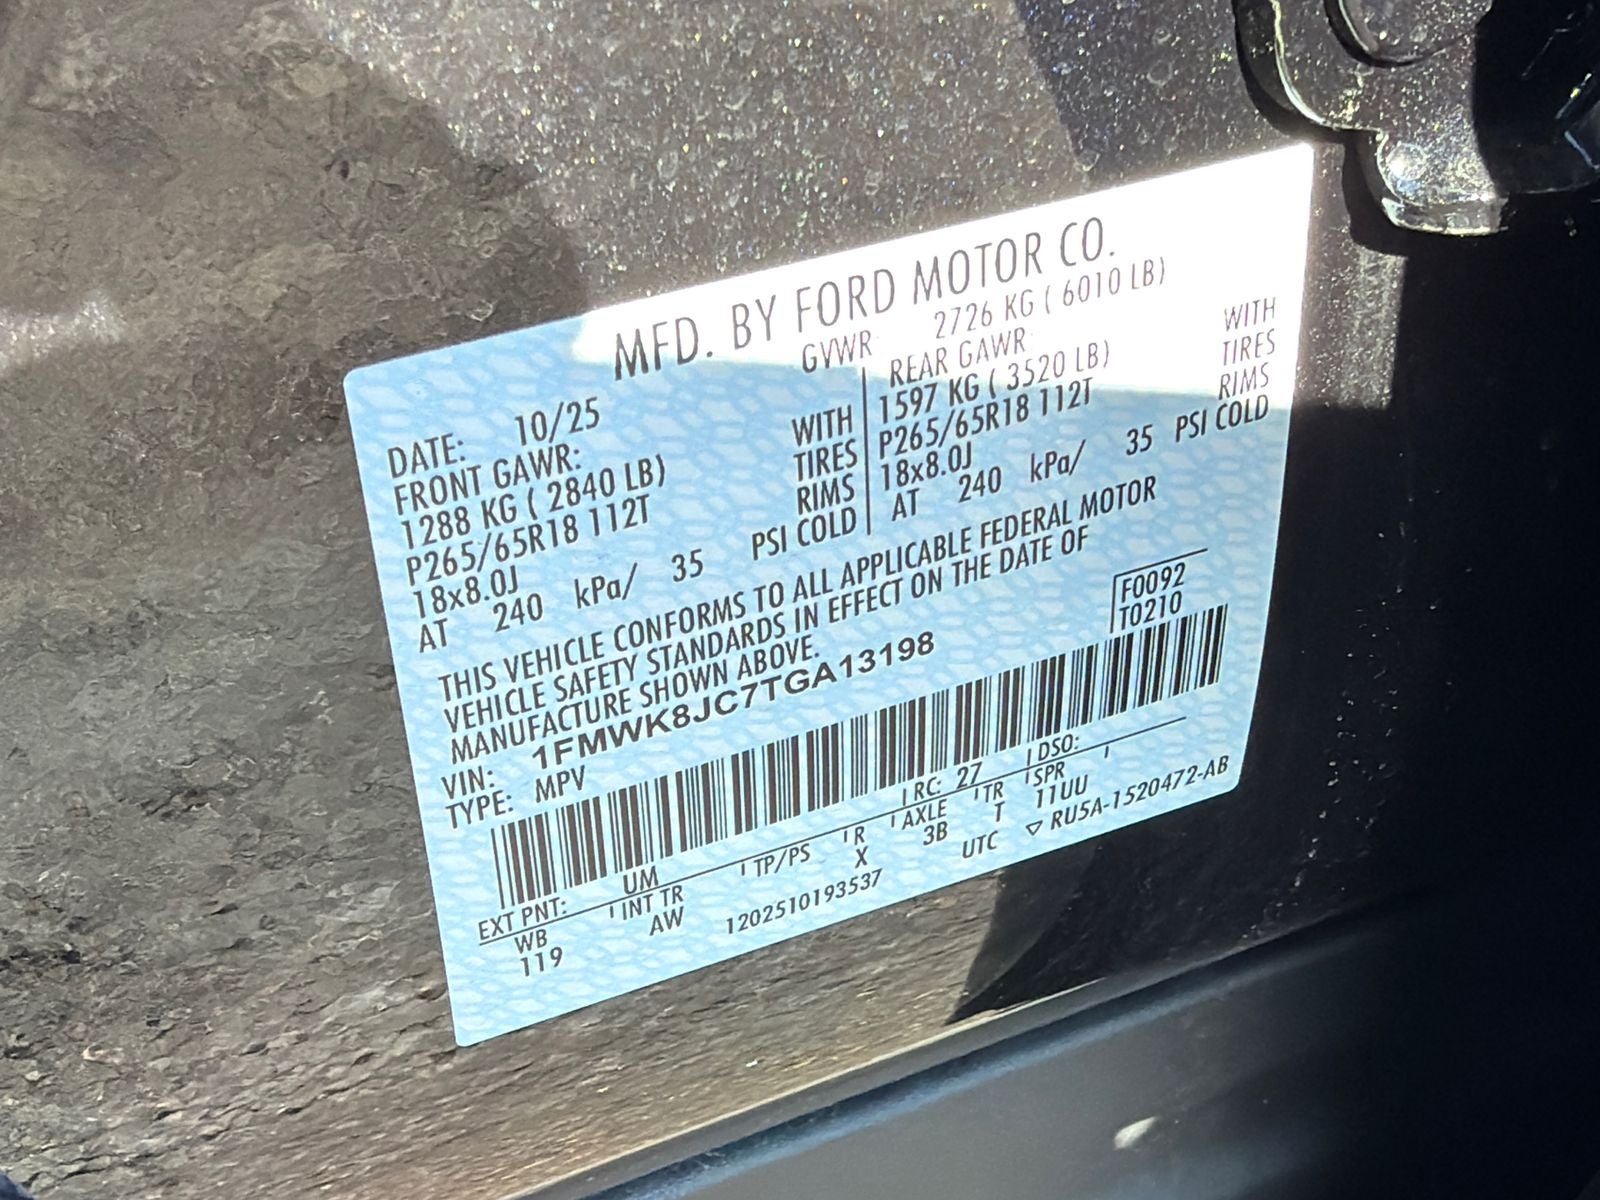 MFD. BY FORD MOTOR CO.
DATE: 10/25 GVWR: 2726 KG ( 6010 LB)
FRONT GAWR: REAR GAWR:
1288 KG ( 2840 LB) WITH 1597 KG ( 3520 LB) WITH
P265/65R18 112T TIRES P265/65R18 112T TIRES
18x8.0J RIMS 18x8.0J RIMS
AT 240 kPa/ 35 PSI COLD AT 240 kPa/ 35 PSI COLD
THIS VEHICLE CONFORMS TO ALL APPLICABLE FEDERAL MOTOR
VEHICLE SAFETY STANDARDS IN EFFECT ON THE DATE OF
MANUFACTURE SHOWN ABOVE.
F0092
T0210
VIN: 1FMWK8JC7TGA13198
TYPE: MPV
EXT PNT: UM RC: 27 DSO:
WB INT TR TP/PS R AXLE TR SPR
119 AW X 3B T 11UU
1202510193537 UTC ▽ RU5A-1520472-AB